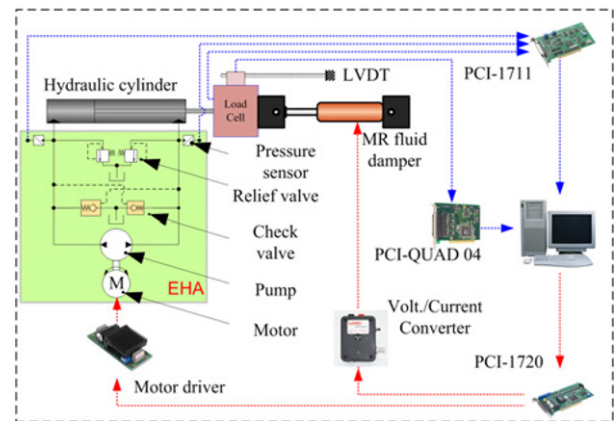 PCI-1711
Hydraulic cylinder
LVDT
Load
Cell
MR fluid
damper
Pressure
sensor
Relief valve
Check
valve
PCI-QUAD 04
EHA
Pump
M
Motor
Volt./Current
Converter
PCI-1720
Motor driver